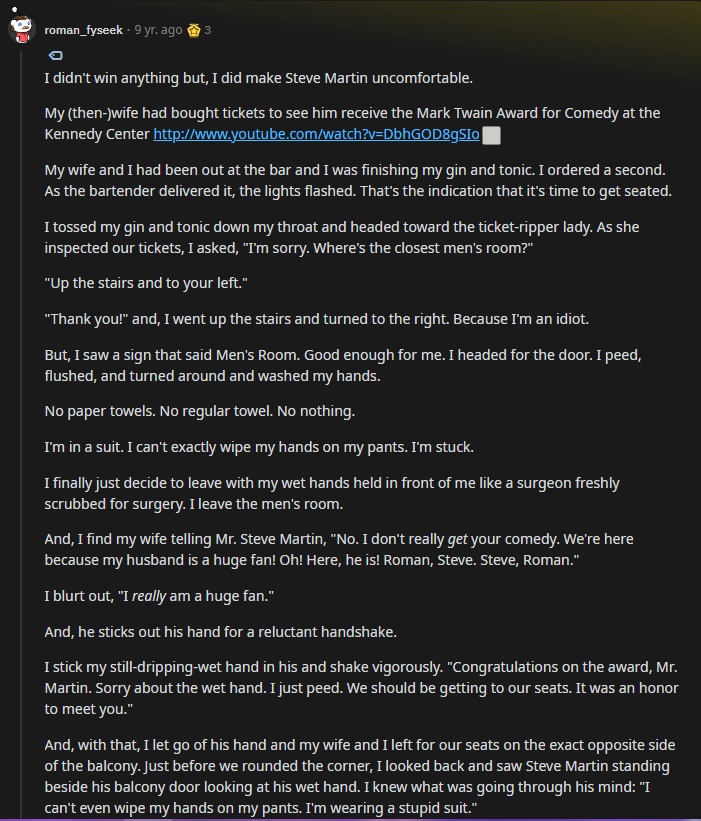 roman_fyseek · 9 yr. ago 3
I didn't win anything but, I did make Steve Martin uncomfortable.
My (then-)wife had bought tickets to see him receive the Mark Twain Award for Comedy at the
Kennedy Center http://www.youtube.com/watch?v=DbhGOD8gSIo
My wife and I had been out at the bar and I was finishing my gin and tonic. I ordered a second.
As the bartender delivered it, the lights flashed. That's the indication that it's time to get seated.
I tossed my gin and tonic down my throat and headed toward the ticket-ripper lady. As she
inspected our tickets, I asked, "I'm sorry. Where's the closest men's room?"
"Up the stairs and to your left."
"Thank you!" and, I went up the stairs and turned to the right. Because I'm an idiot.
But, I saw a sign that said Men's Room. Good enough for me. I headed for the door. I peed,
flushed, and turned around and washed my hands.
No paper towels. No regular towel. No nothing.
I'm in a suit. I can't exactly wipe my hands on my pants. I'm stuck.
I finally just decide to leave with my wet hands held in front of me like a surgeon freshly
scrubbed for surgery. I leave the men's room.
And, I find my wife telling Mr. Steve Martin, "No. I don't really get your comedy. We're here
because my husband is a huge fan! Oh! Here, he is! Roman, Steve. Steve, Roman."
I blurt out, "I really am a huge fan."
And, he sticks out his hand for a reluctant handshake.
I stick my still-dripping-wet hand in his and shake vigorously. "Congratulations on the award, Mr.
Martin. Sorry about the wet hand. I just peed. We should be getting to our seats. It was an honor
to meet you."
And, with that, I let go of his hand and my wife and I left for our seats on the exact opposite side
of the balcony. Just before we rounded the corner, I looked back and saw Steve Martin standing
beside his balcony door looking at his wet hand. I knew what was going through his mind: "I
can't even wipe my hands on my pants. I'm wearing a stupid suit."